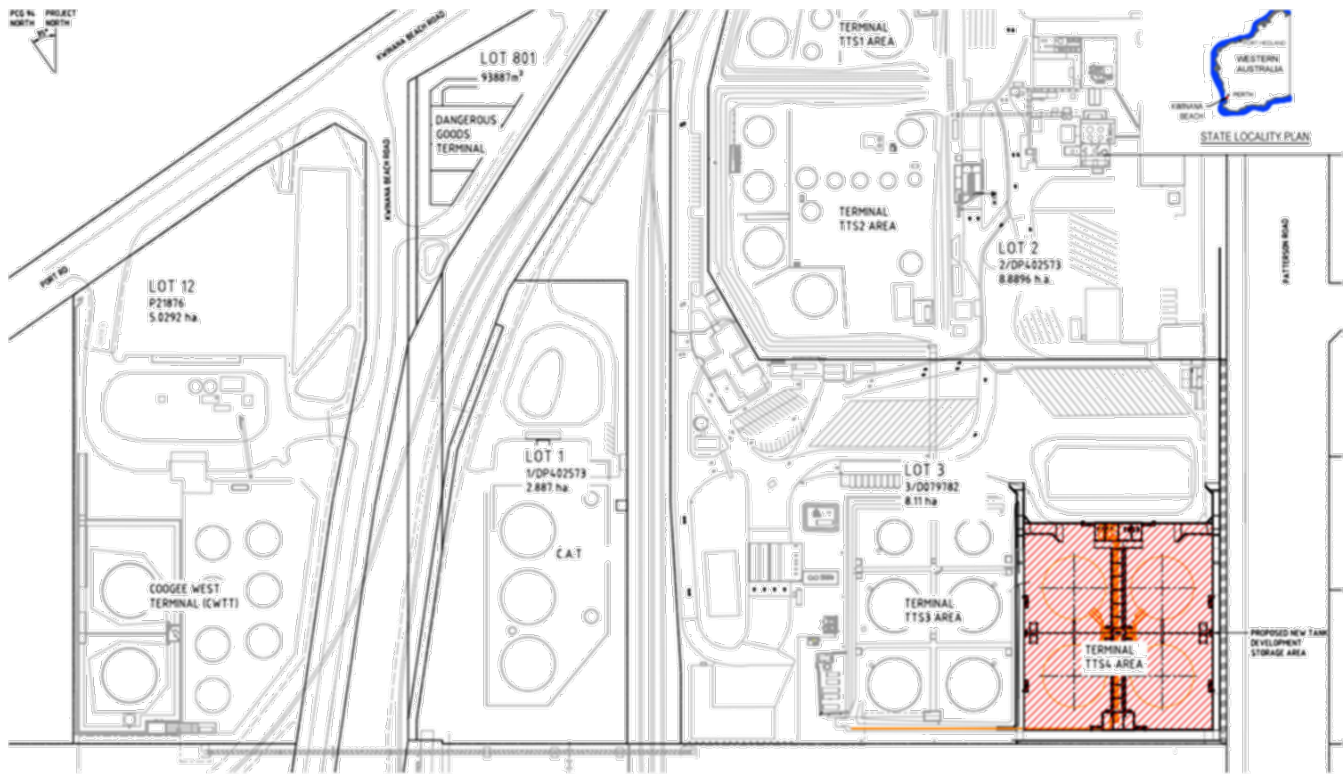 PCG 94 PROJECT
NORTH NORTH
KWINANA BEACH ROAD
LOT 801
93887m²
DANGEROUS
GOODS
TERMINAL
KWINANA BEACH ROAD
TERMINAL
TTS1 AREA
PORT HEDLAND
WESTERN
AUSTRALIA
PERTH
KWINANA
BEACH
STATE LOCALITY PLAN
TERMINAL
TTS2 AREA
LOT 2
2/DP402573
8.8896 h.a.
PATTERSON ROAD
PORT RD
LOT 12
P21876
5.0292 ha.
LOT 1
1/DP402573
2.887 ha.
C.A.T
LOT 3
3/D079782
8.11 ha
COOGEE WEST
TERMINAL (CWTT)
TERMINAL
TTS3 AREA
TERMINAL
TTS4 AREA
PROPOSED NEW TANK
DEVELOPMENT
STORAGE AREA